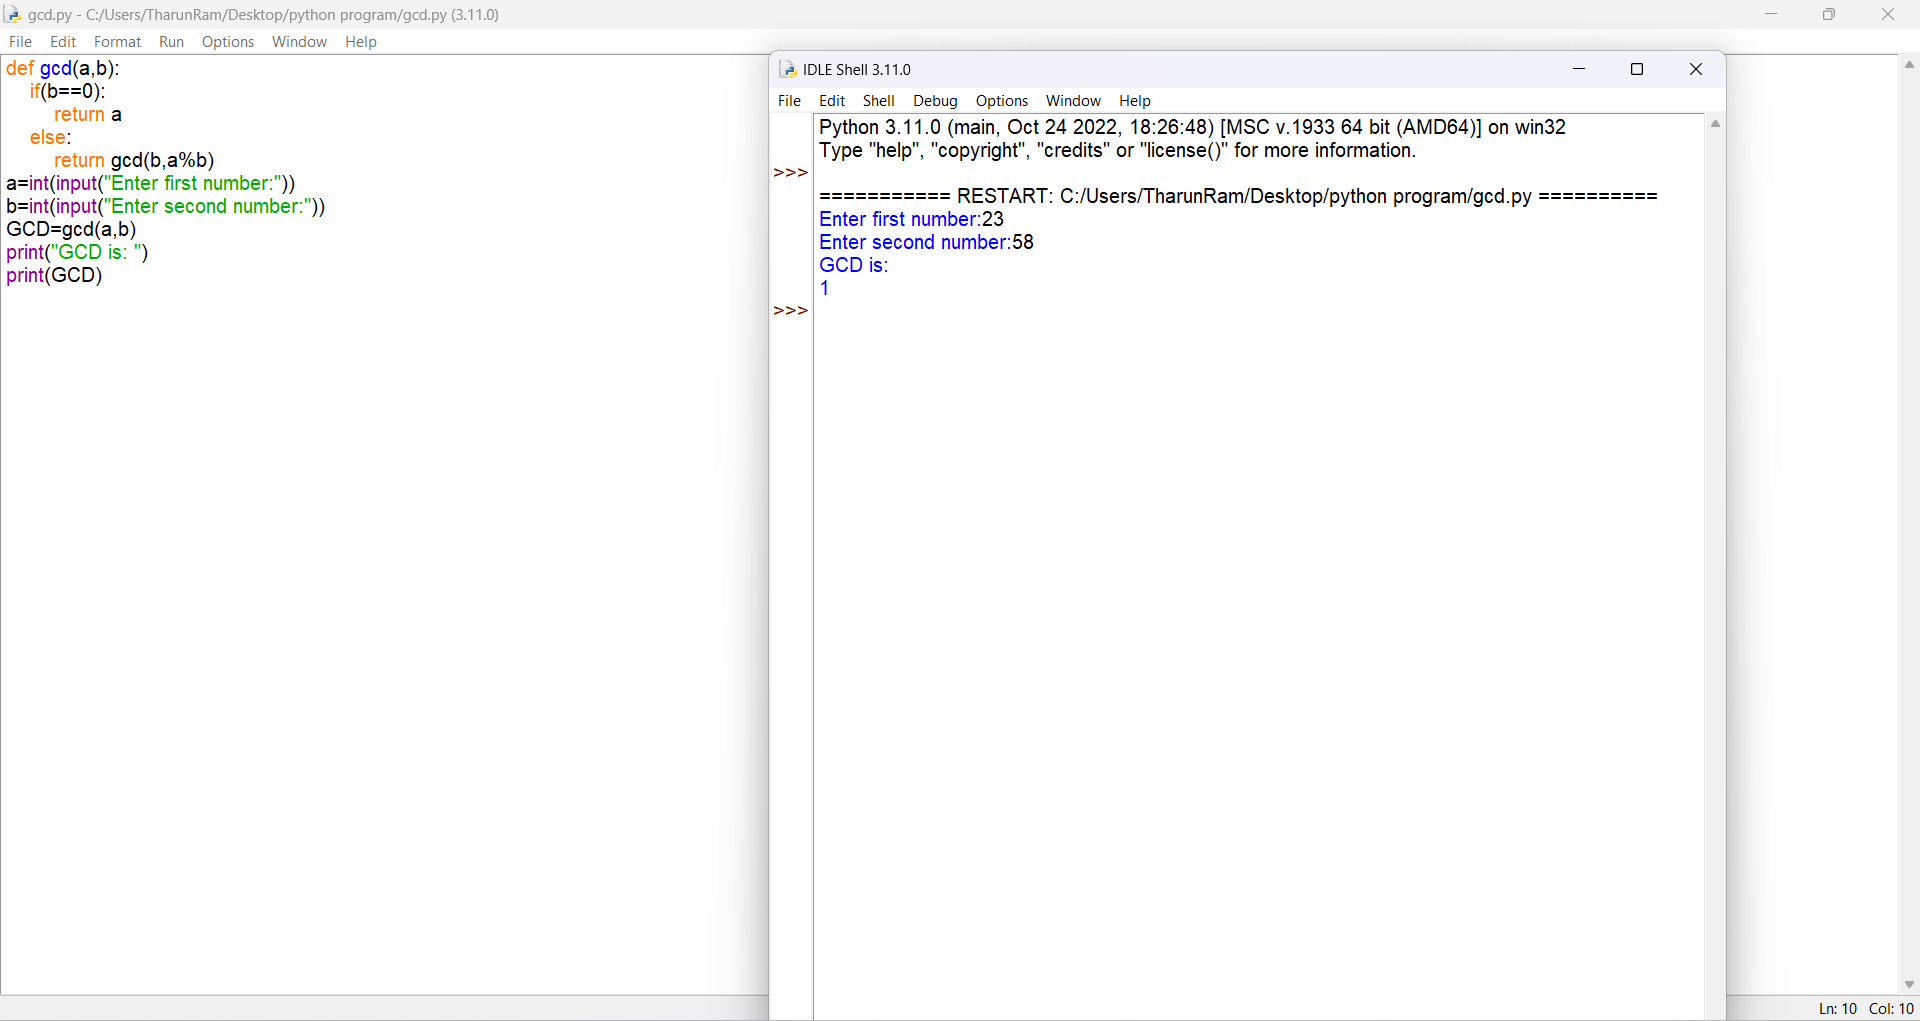 gcd.py - C:/Users/TharunRam/Desktop/python program/gcd.py (3.11.0)
File Edit Format Run Options Window Help
def gcd(a,b):
    if(b==0):
        return a
    else:
        return gcd(b,a%b)
a=int(input("Enter first number:"))
b=int(input("Enter second number:"))
GCD=gcd(a,b)
print("GCD is: ")
print(GCD)
IDLE Shell 3.11.0
File Edit Shell Debug Options Window Help
Python 3.11.0 (main, Oct 24 2022, 18:26:48) [MSC v.1933 64 bit (AMD64)] on win32
Type "help", "copyright", "credits" or "license()" for more information.
>>>
=========== RESTART: C:/Users/TharunRam/Desktop/python program/gcd.py ==========
Enter first number:23
Enter second number:58
GCD is:
1
>>>
Ln: 10 Col: 10